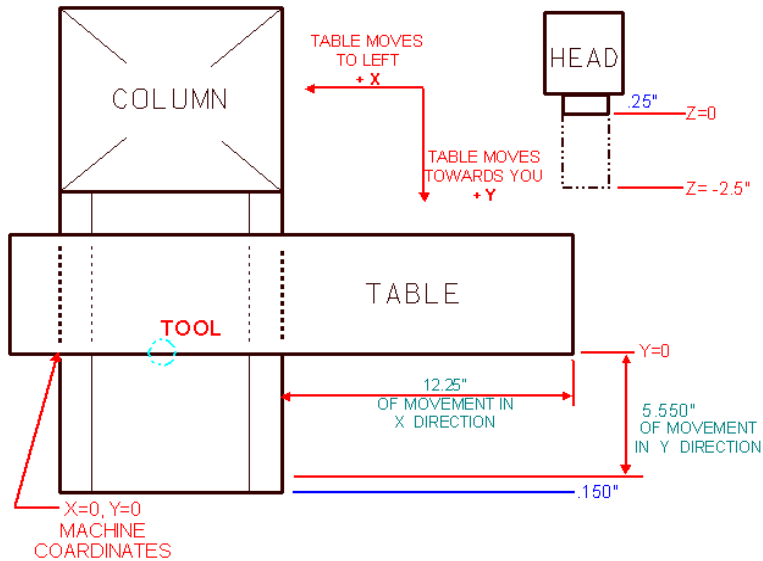 TABLE MOVES
TO LEFT
+ X
COLUMN
HEAD
.25"
Z=0
TABLE MOVES
TOWARDS YOU
+ Y
Z= -2.5"
TABLE
TOOL
Y=0
12.25"
OF MOVEMENT IN
X DIRECTION
5.550"
OF MOVEMENT
IN Y DIRECTION
.150"
X=0, Y=0
MACHINE
COARDINATES